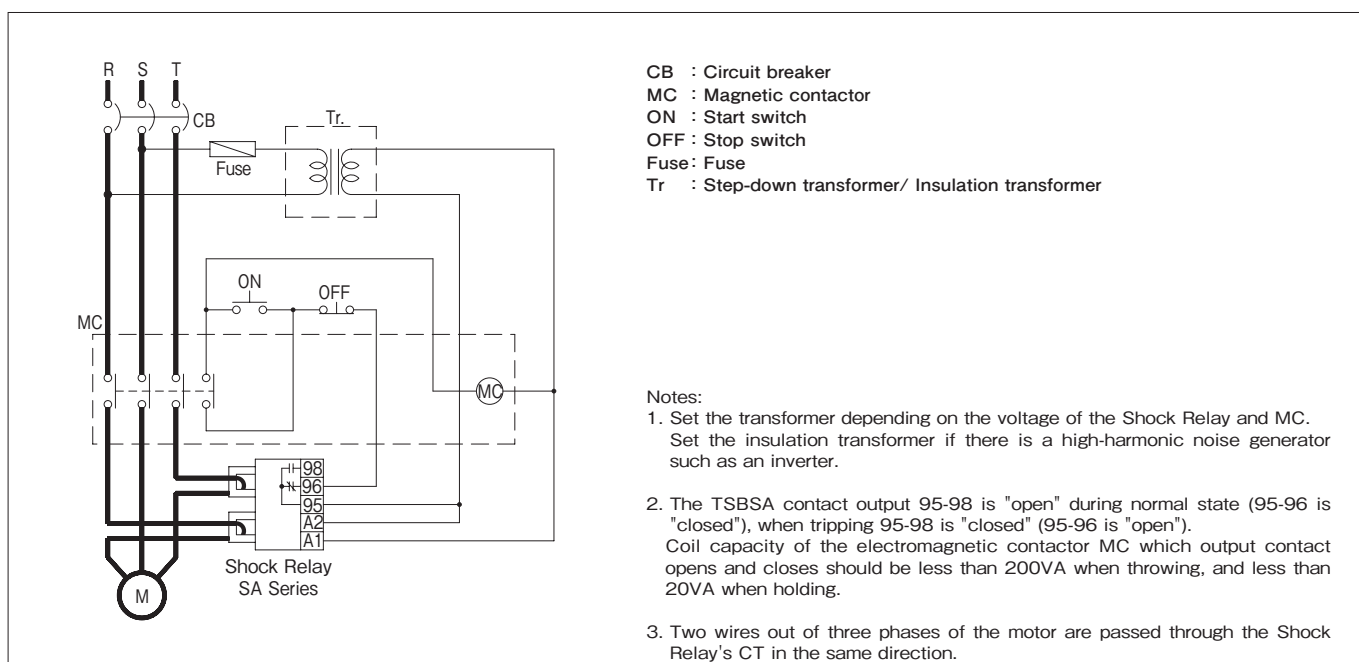 R S T
CB
Tr.
Fuse
ON
OFF
MC
MC
98
96
95
A2
A1
Shock Relay
SA Series
M
CB : Circuit breaker
MC : Magnetic contactor
ON : Start switch
OFF : Stop switch
Fuse : Fuse
Tr : Step-down transformer/ Insulation transformer
Notes:
1. Set the transformer depending on the voltage of the Shock Relay and MC.
Set the insulation transformer if there is a high-harmonic noise generator
such as an inverter.
2. The TSBSA contact output 95-98 is "open" during normal state (95-96 is
"closed"), when tripping 95-98 is "closed" (95-96 is "open").
Coil capacity of the electromagnetic contactor MC which output contact
opens and closes should be less than 200VA when throwing, and less than
20VA when holding.
3. Two wires out of three phases of the motor are passed through the Shock
Relay's CT in the same direction.